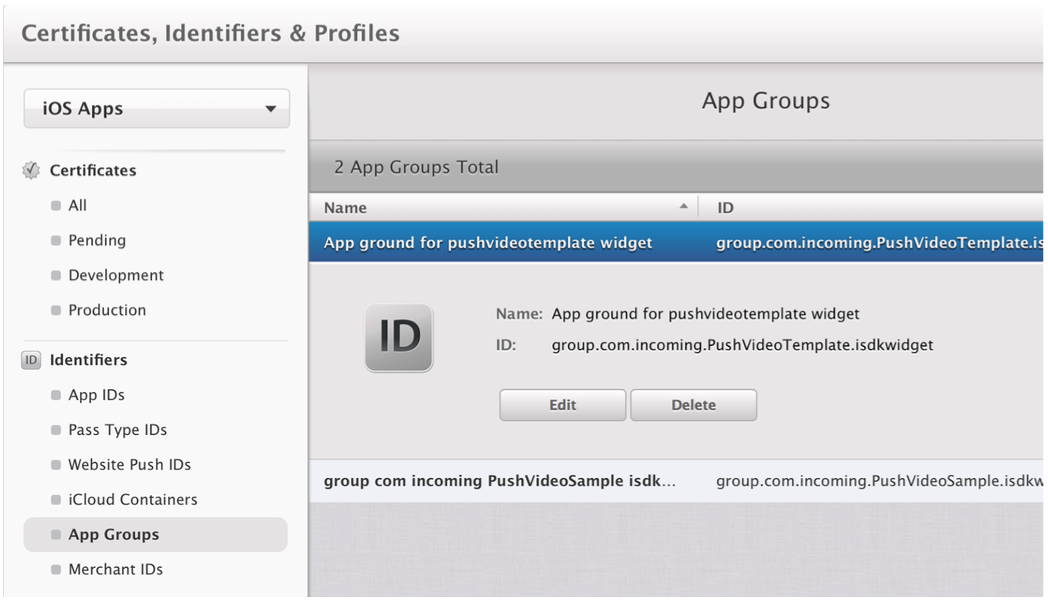 Certificates, Identifiers & Profiles
iOS Apps
Certificates
All
Pending
Development
Production
ID Identifiers
App IDs
Pass Type IDs
Website Push IDs
iCloud Containers
App Groups
Merchant IDs
App Groups
2 App Groups Total
Name ID
App ground for pushvideotemplate widget group.com.incoming.PushVideoTemplate.is
ID
Name: App ground for pushvideotemplate widget
ID: group.com.incoming.PushVideoTemplate.isdkwidget
Edit Delete
group com incoming PushVideoSample isdk... group.com.incoming.PushVideoSample.isdkw